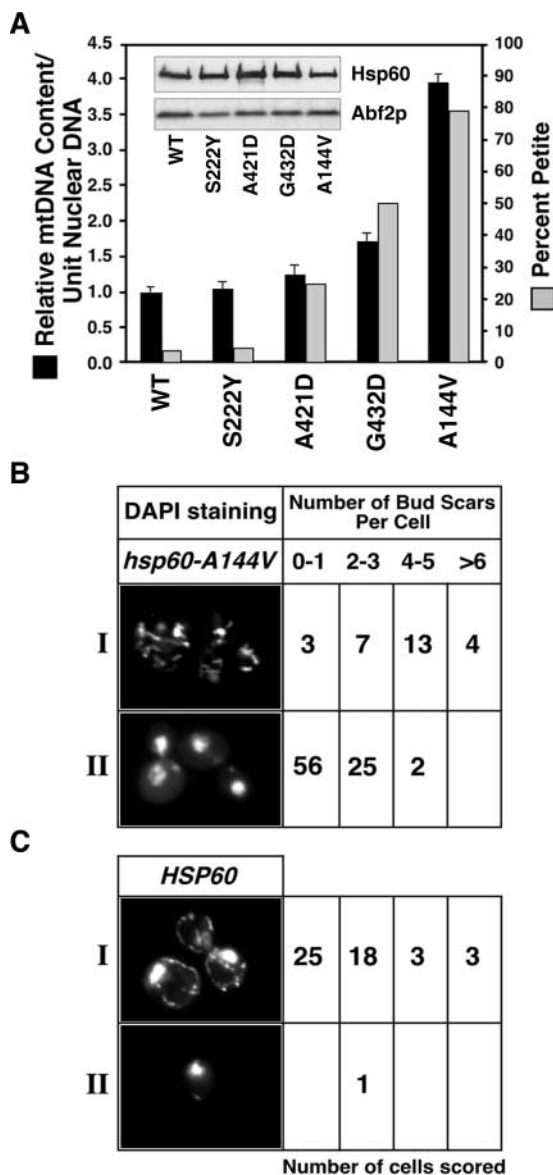 A
Relative mtDNA Content/
Unit Nuclear DNA
4.5
4.0
3.5
3.0
2.5
2.0
1.5
1.0
0.5
0.0
Hsp60
Abf2p
WT
S222Y
A421D
G432D
A144V
100
90
80
70
60
50
40
30
20
10
0
Percent Petite
WT
S222Y
A421D
G432D
A144V
B
DAPI staining
Number of Bud Scars
Per Cell
hsp60-A144V
0-1 2-3 4-5 >6
I 3 7 13 4
II 56 25 2
C
HSP60
I 25 18 3 3
II 1
Number of cells scored